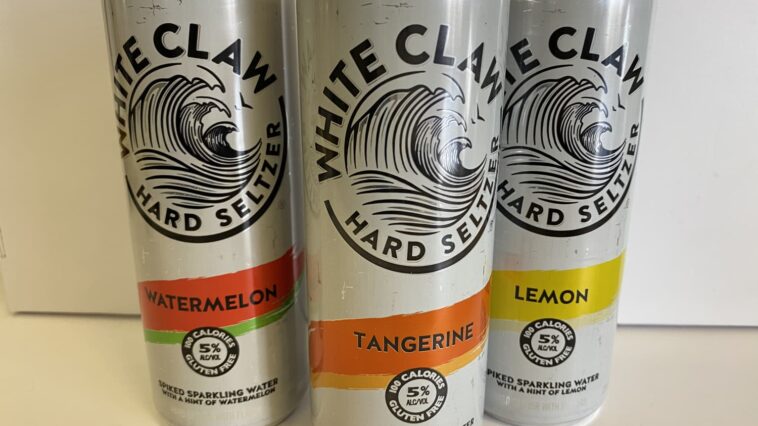 WHITE CLAW
HARD SELTZER
WATERMELON
100 CALORIES
5%
ALC/VOL
GLUTEN FREE
SPIKED SPARKLING WATER
WITH A HINT OF WATERMELON
WHITE CLAW
HARD SELTZER
TANGERINE
100 CALORIES
5%
ALC/VOL
GLUTEN FREE
ITE CLAW
HARD SELTZER
LEMON
100 CALORIES
5%
ALC/VOL
GLUTEN FREE
SPIKED SPARKLING WATER
WITH A HINT OF LEMON